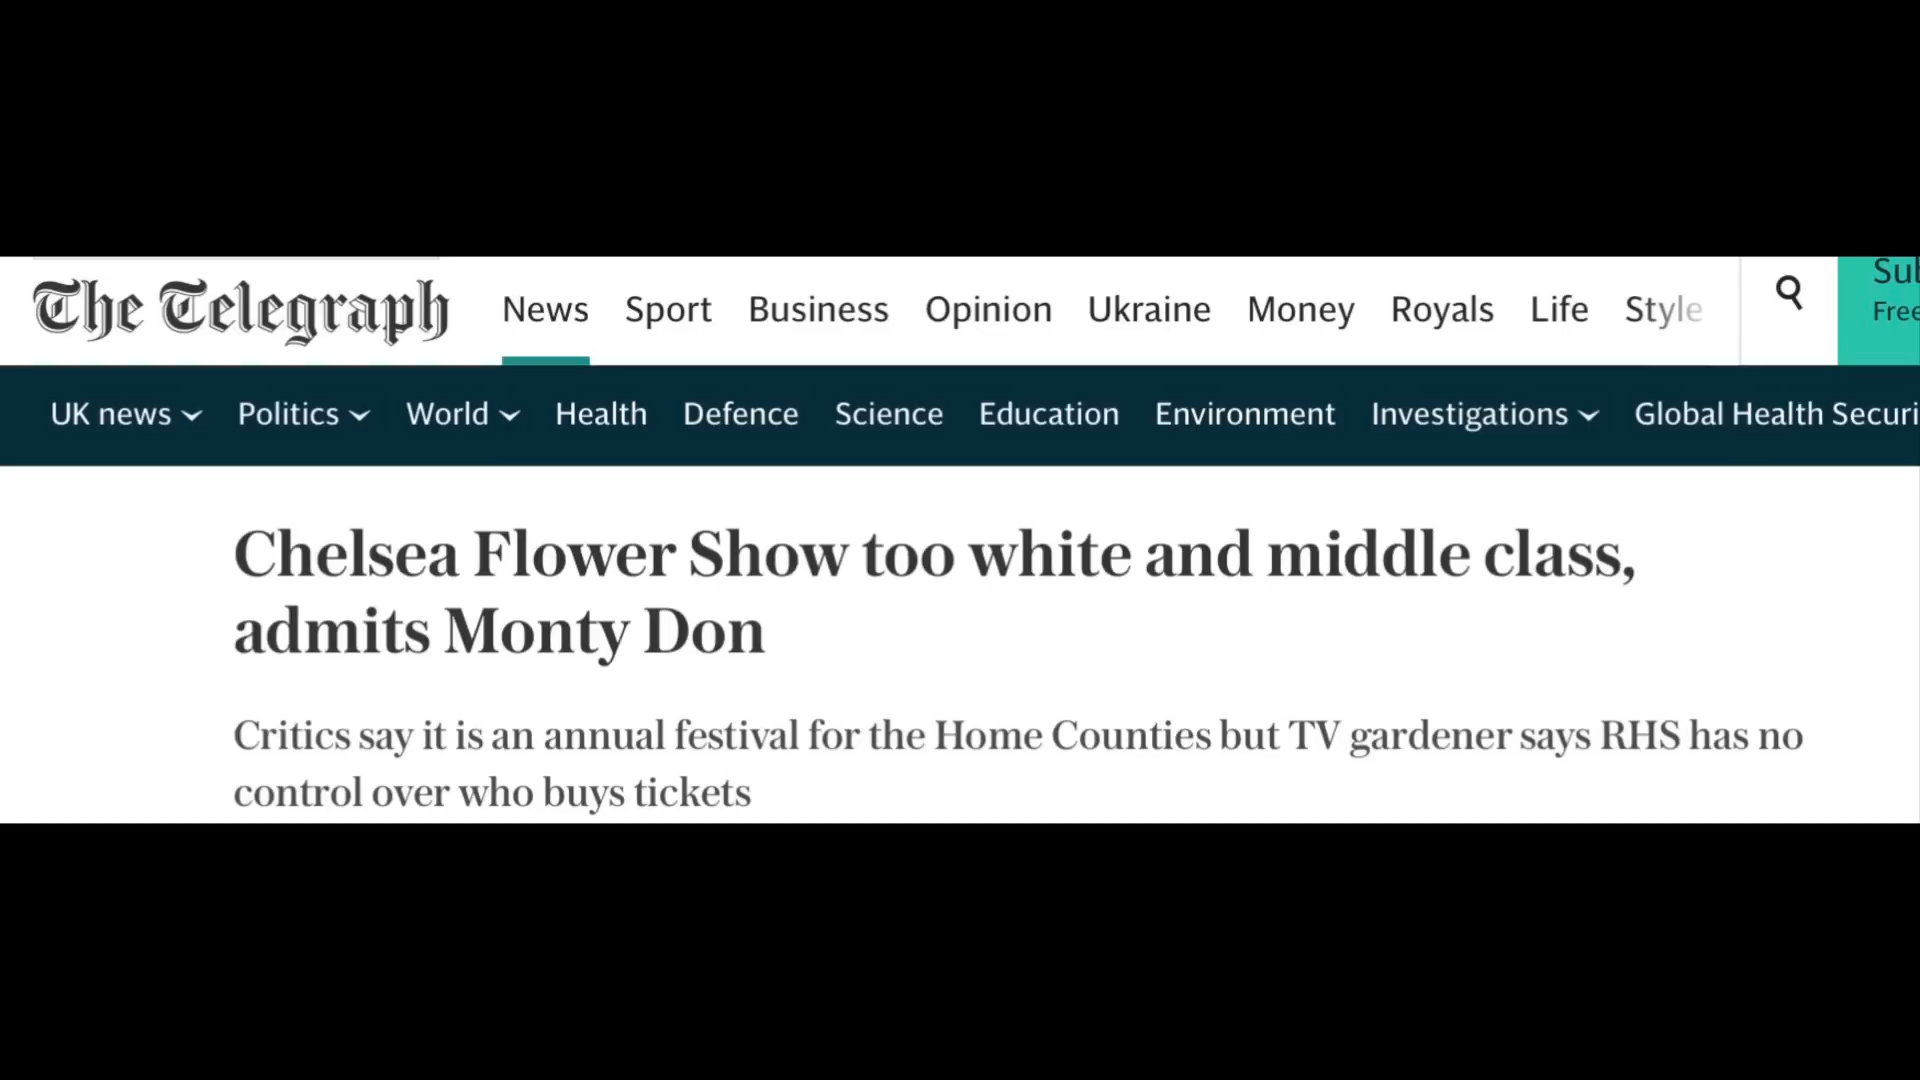 The Telegraph News Sport Business Opinion Ukraine Money Royals Life Style
UK news Politics World Health Defence Science Education Environment Investigations Global Health
Chelsea Flower Show too white and middle class,
admits Monty Don
Critics say it is an annual festival for the Home Counties but TV gardener says RHS has no
control over who buys tickets